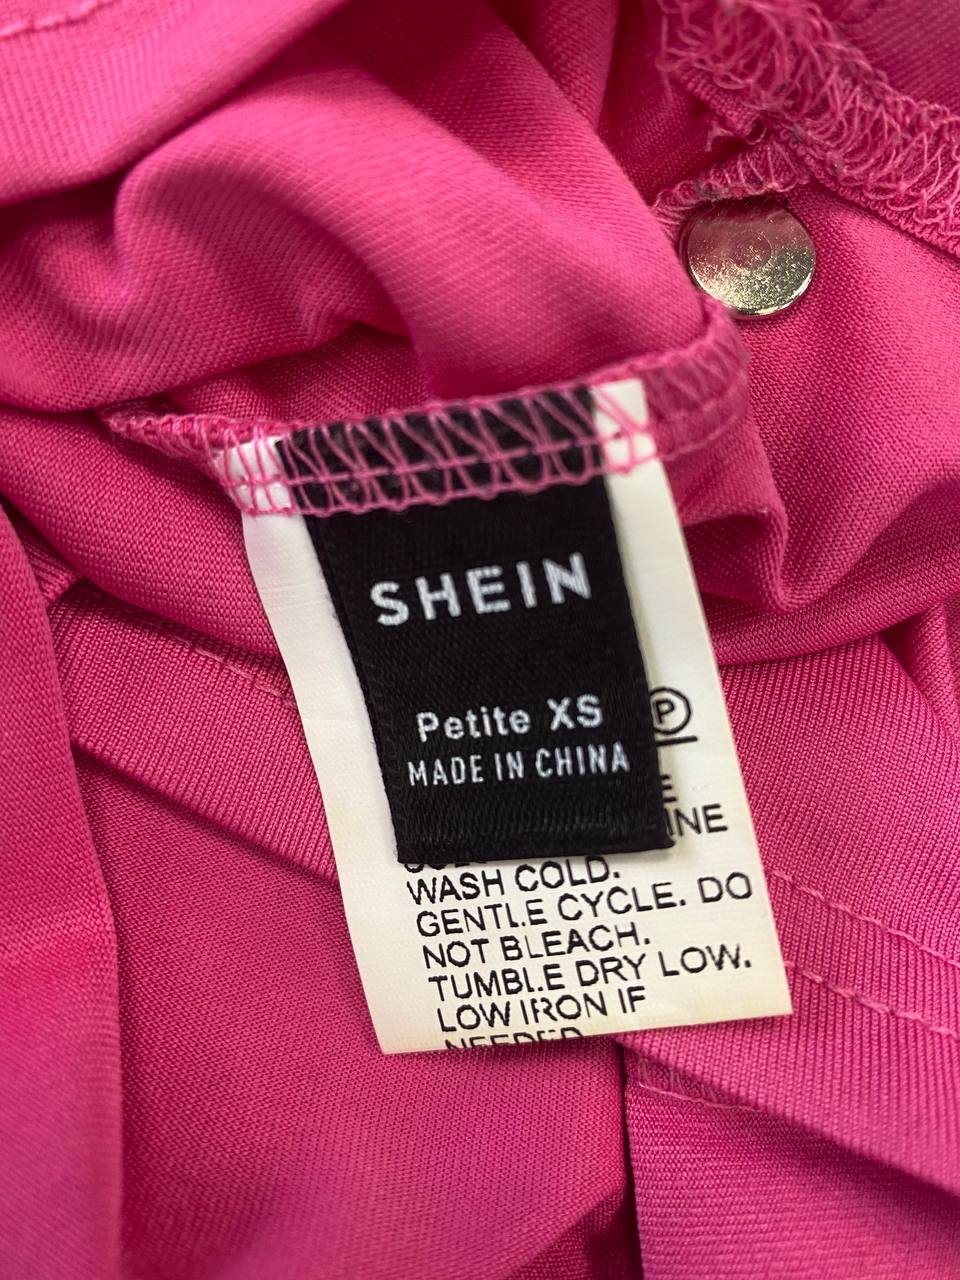 SHEIN
Petite XS
MADE IN CHINA
P
WASH COLD.
GENTLE CYCLE. DO
NOT BLEACH.
TUMBLE DRY LOW.
LOW IRON IF
NEEDED